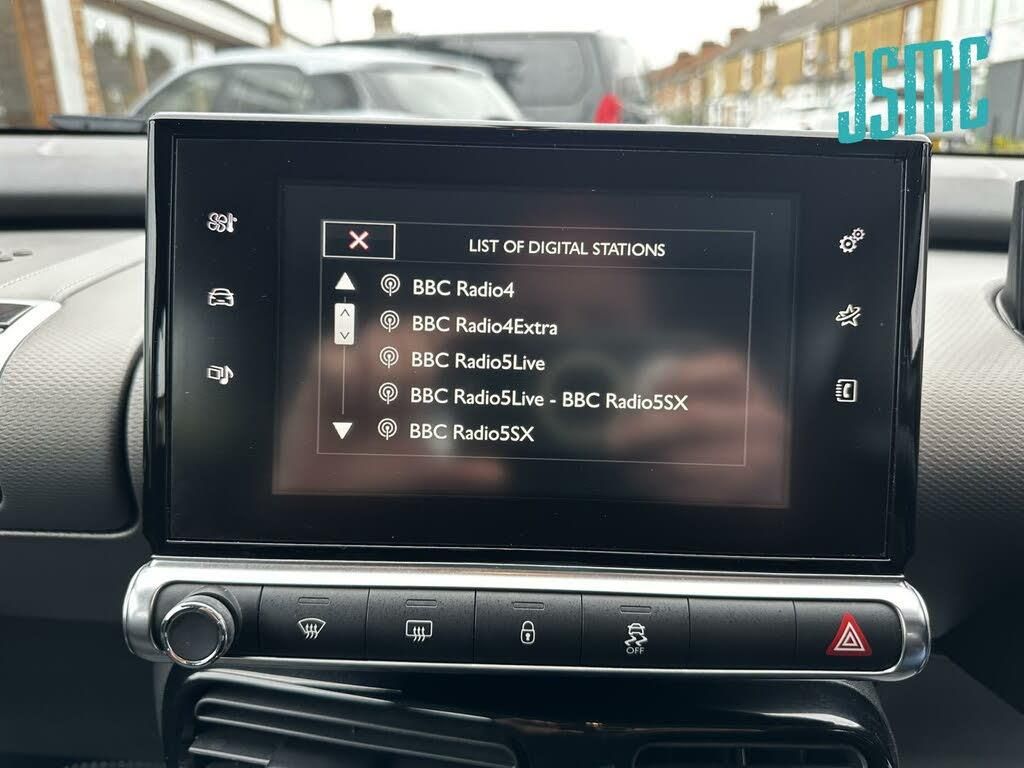 JSMC
LIST OF DIGITAL STATIONS
BBC Radio4
BBC Radio4Extra
BBC Radio5Live
BBC Radio5Live - BBC Radio5SX
BBC Radio5SX
OFF